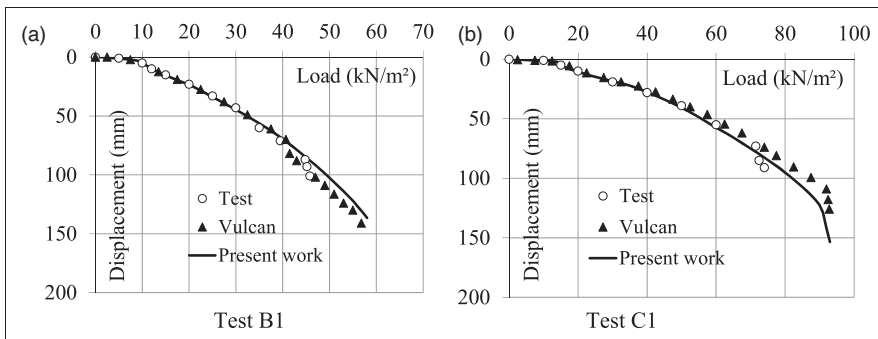 (a)
0 10 20 30 40 50 60 70
Load (kN/m²)
Displacement (mm)
0
50
100
150
200
Test
Vulcan
Present work
Test B1
(b)
0 20 40 60 80 100
Load (kN/m²)
Displacement (mm)
0
50
100
150
200
Test
Vulcan
Present work
Test C1